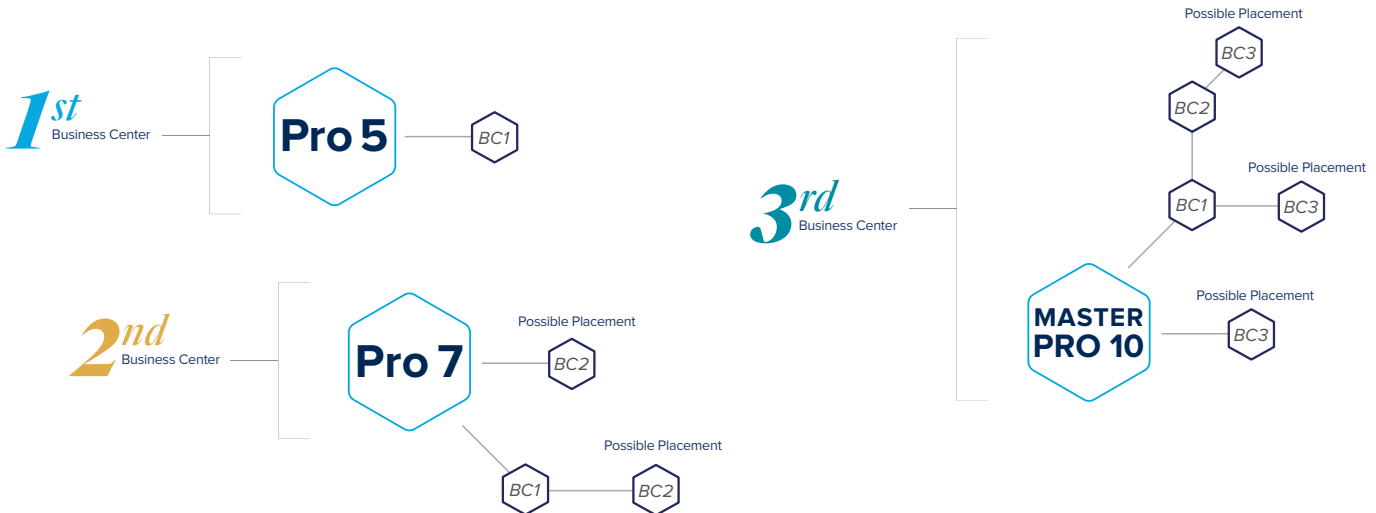 1st
Business Center
Pro 5
BC1
2nd
Business Center
Pro 7
Possible Placement
BC2
BC1
Possible Placement
BC2
3rd
Business Center
Possible Placement
BC3
BC2
BC1
Possible Placement
BC3
MASTER
PRO 10
Possible Placement
BC3